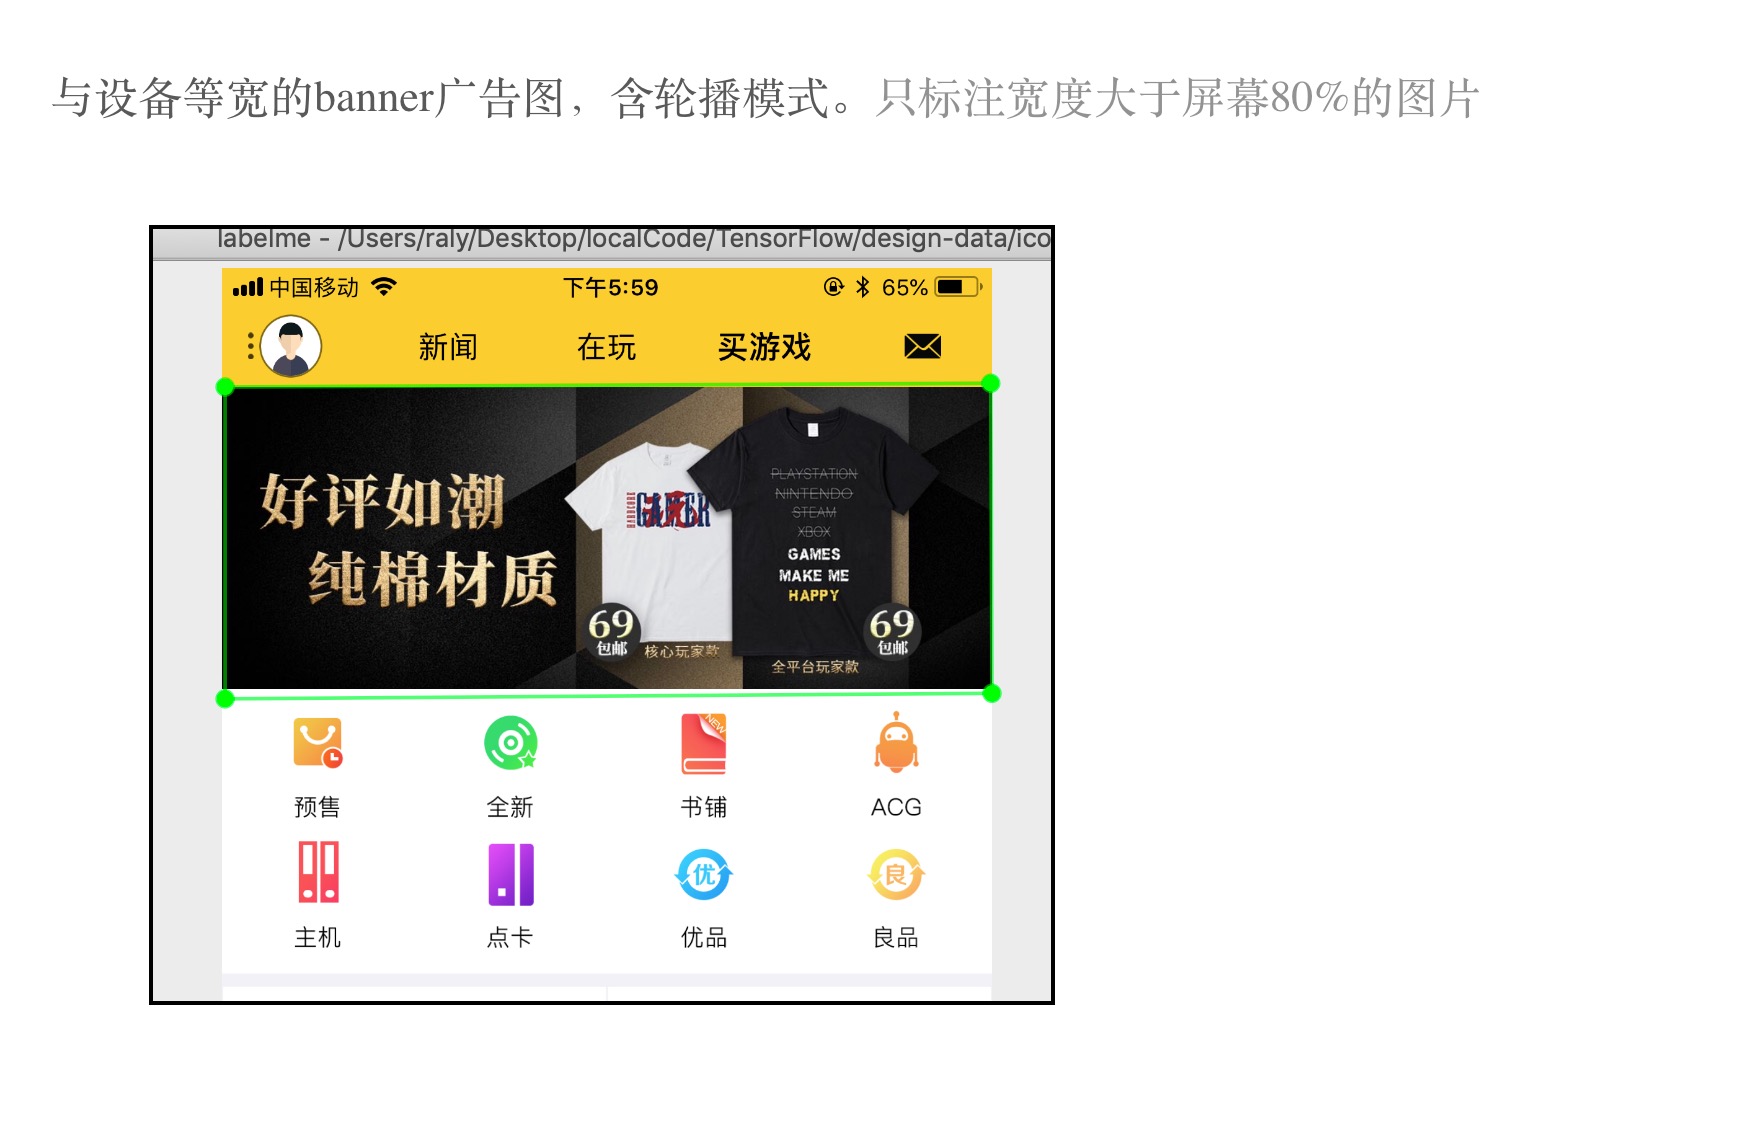 与设备等宽的banner广告图，含轮播模式。只标注宽度大于屏幕80%的图片
labelme - /Users/raly/Desktop/localCode/TensorFlow/design-data/ico
中国移动 下午5:59 65%
新闻 在玩 买游戏
好评如潮
纯棉材质
HARDCORE
GAMER
PLAYSTATION
NINTENDO
STEAM
XBOX
GAMES
MAKE ME
HAPPY
69
包邮
核心玩家款
69
包邮
全平台玩家款
NEW
预售 全新 书铺 ACG
优 良
主机 点卡 优品 良品